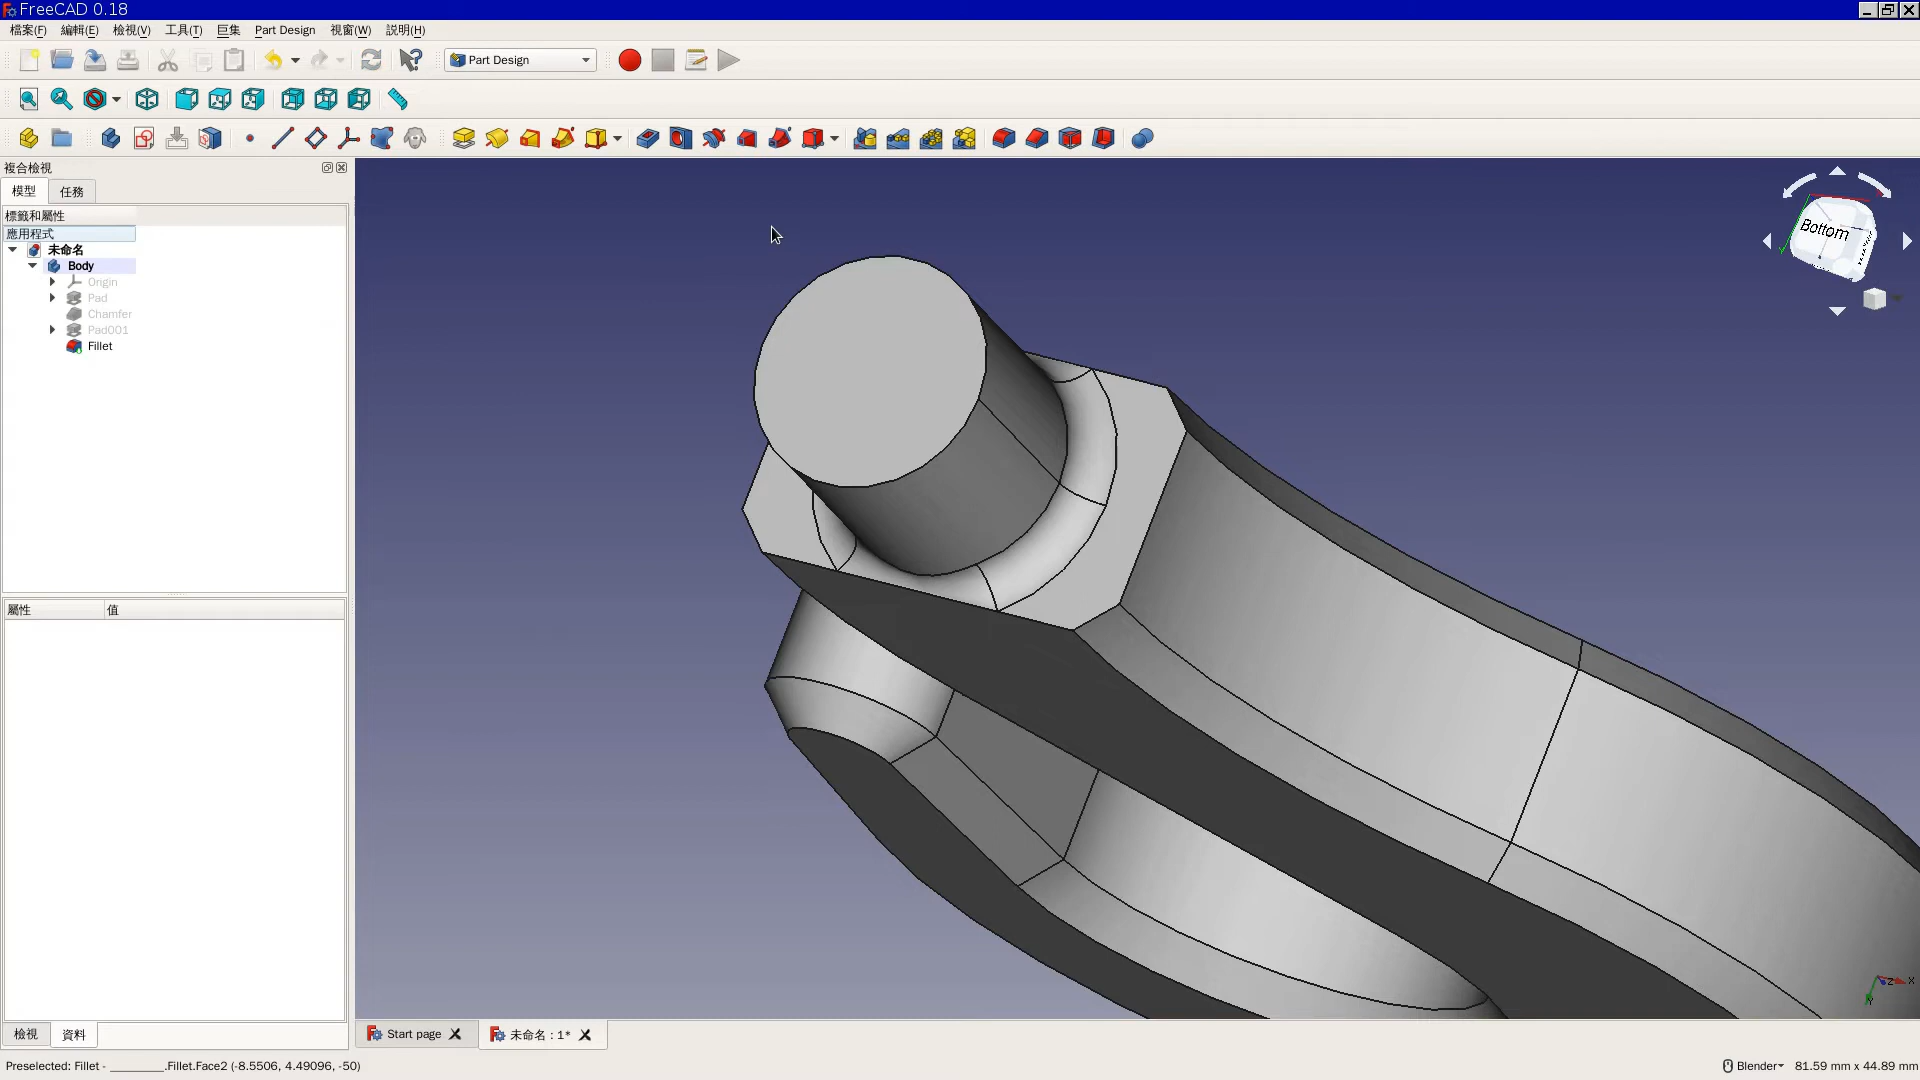 FreeCAD 0.18
檔案(F) 編輯(E) 檢視(V) 工具(T) 巨集 Part Design 視窗(W) 説明(H)
Part Design
複合檢視
模型 任務
標籤和屬性
應用程式
未命名
Body
Origin
Pad
Chamfer
Pad001
Fillet
Bottom
屬性 值
Z X
Y
檢視 資料
Start page 未命名 : 1*
Preselected: Fillet - ________.Fillet.Face2 (-8.5506, 4.49096, -50)
Blender 81.59 mm x 44.89 mm